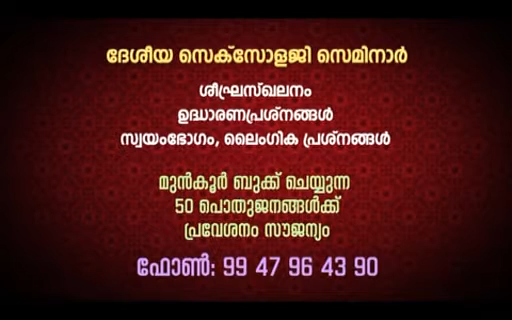 ദേശീയ സെക്സോളജി സെമിനാർ
ശീഘ്രസ്ഖലനം
ഉദ്ധാരണപ്രശ്നങ്ങൾ
സ്വയംഭോഗം, ലൈംഗിക പ്രശ്നങ്ങൾ
മുൻകൂർ ബുക്ക് ചെയ്യുന്ന
50 പൊതുജനങ്ങൾക്ക്
പ്രവേശനം സൗജന്യം
ഫോൺ: 99 47 96 43 90